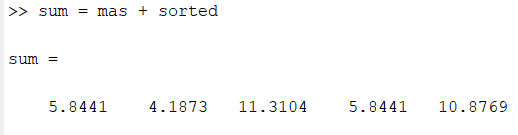 >> sum = mas + sorted
sum =
5.8441 4.1873 11.3104 5.8441 10.8769